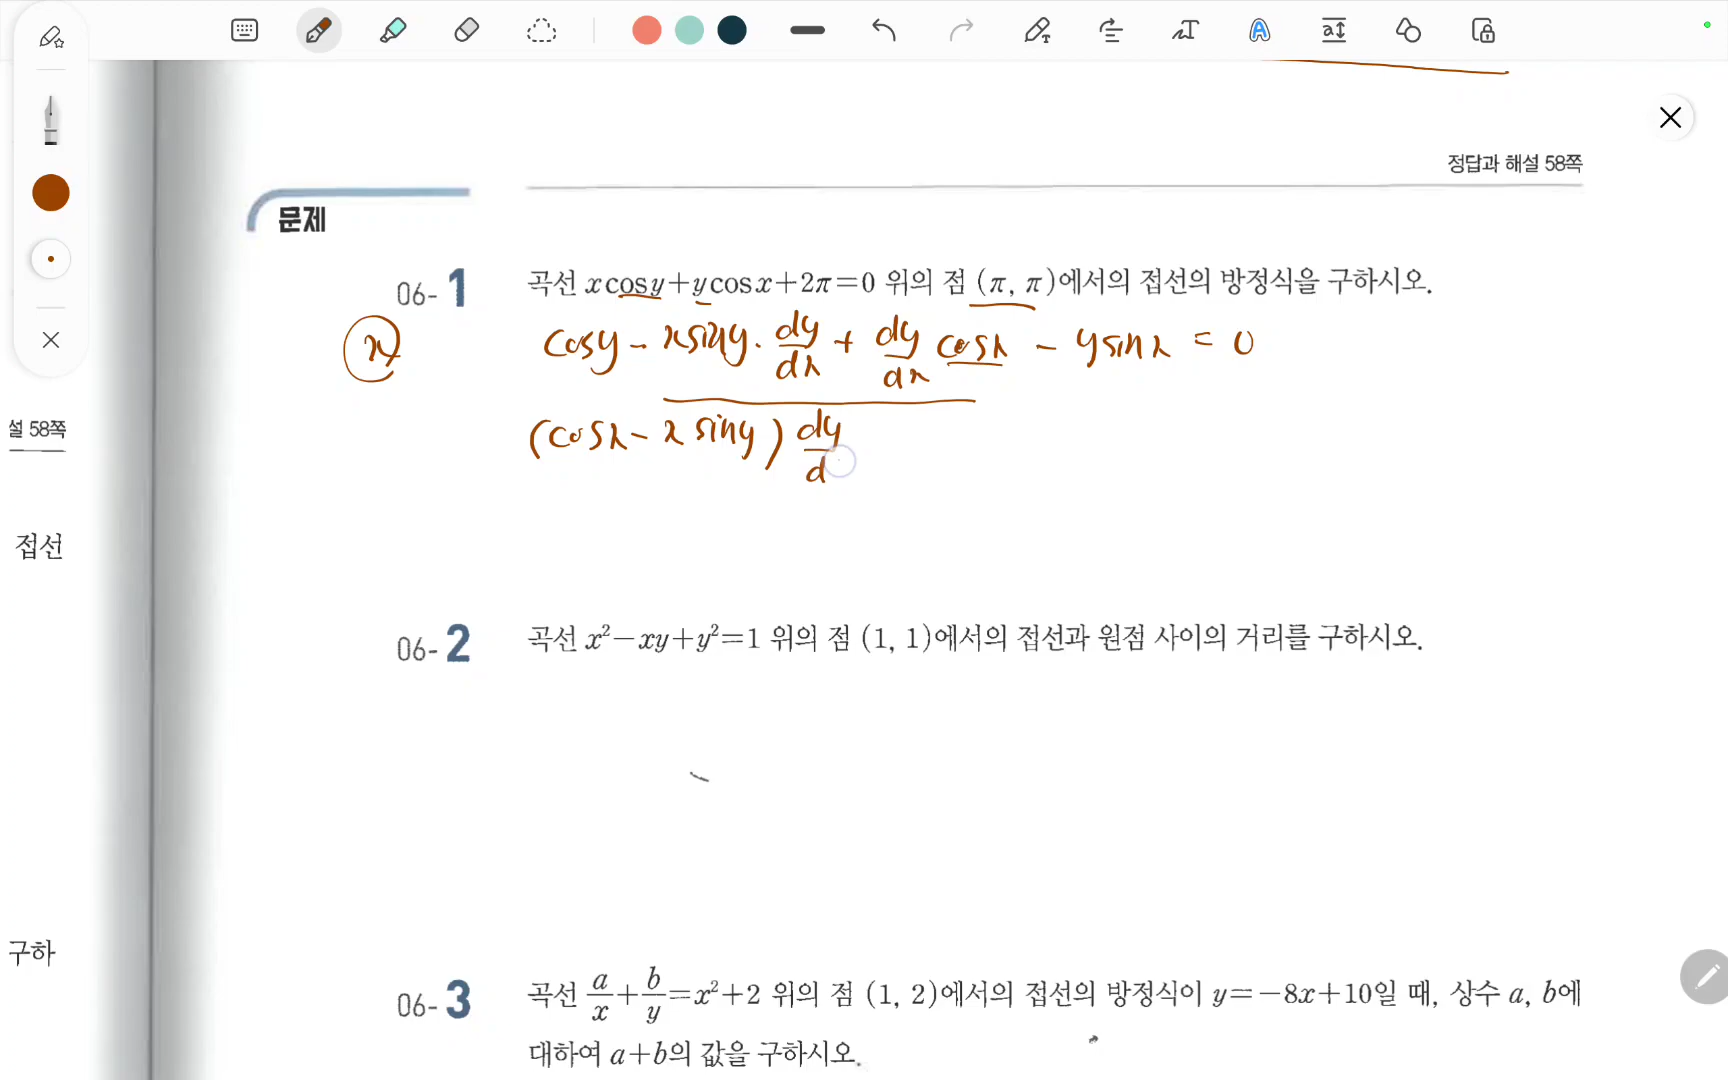 정답과 해설 58쪽
문제
06-1 곡선 x cos y+y cos x+2π=0 위의 점 (π, π)에서의 접선의 방정식을 구하시오.
x cosy - xsiny · dy/dx + dy/dx cosx - ysinx = 0
(cosx - x siny) dy/d
설 58쪽
접선
06-2 곡선 x²-xy+y²=1 위의 점 (1, 1)에서의 접선과 원점 사이의 거리를 구하시오.
구하
06-3 곡선 a/x+b/y=x²+2 위의 점 (1, 2)에서의 접선의 방정식이 y=-8x+10일 때, 상수 a, b에
대하여 a+b의 값을 구하시오.